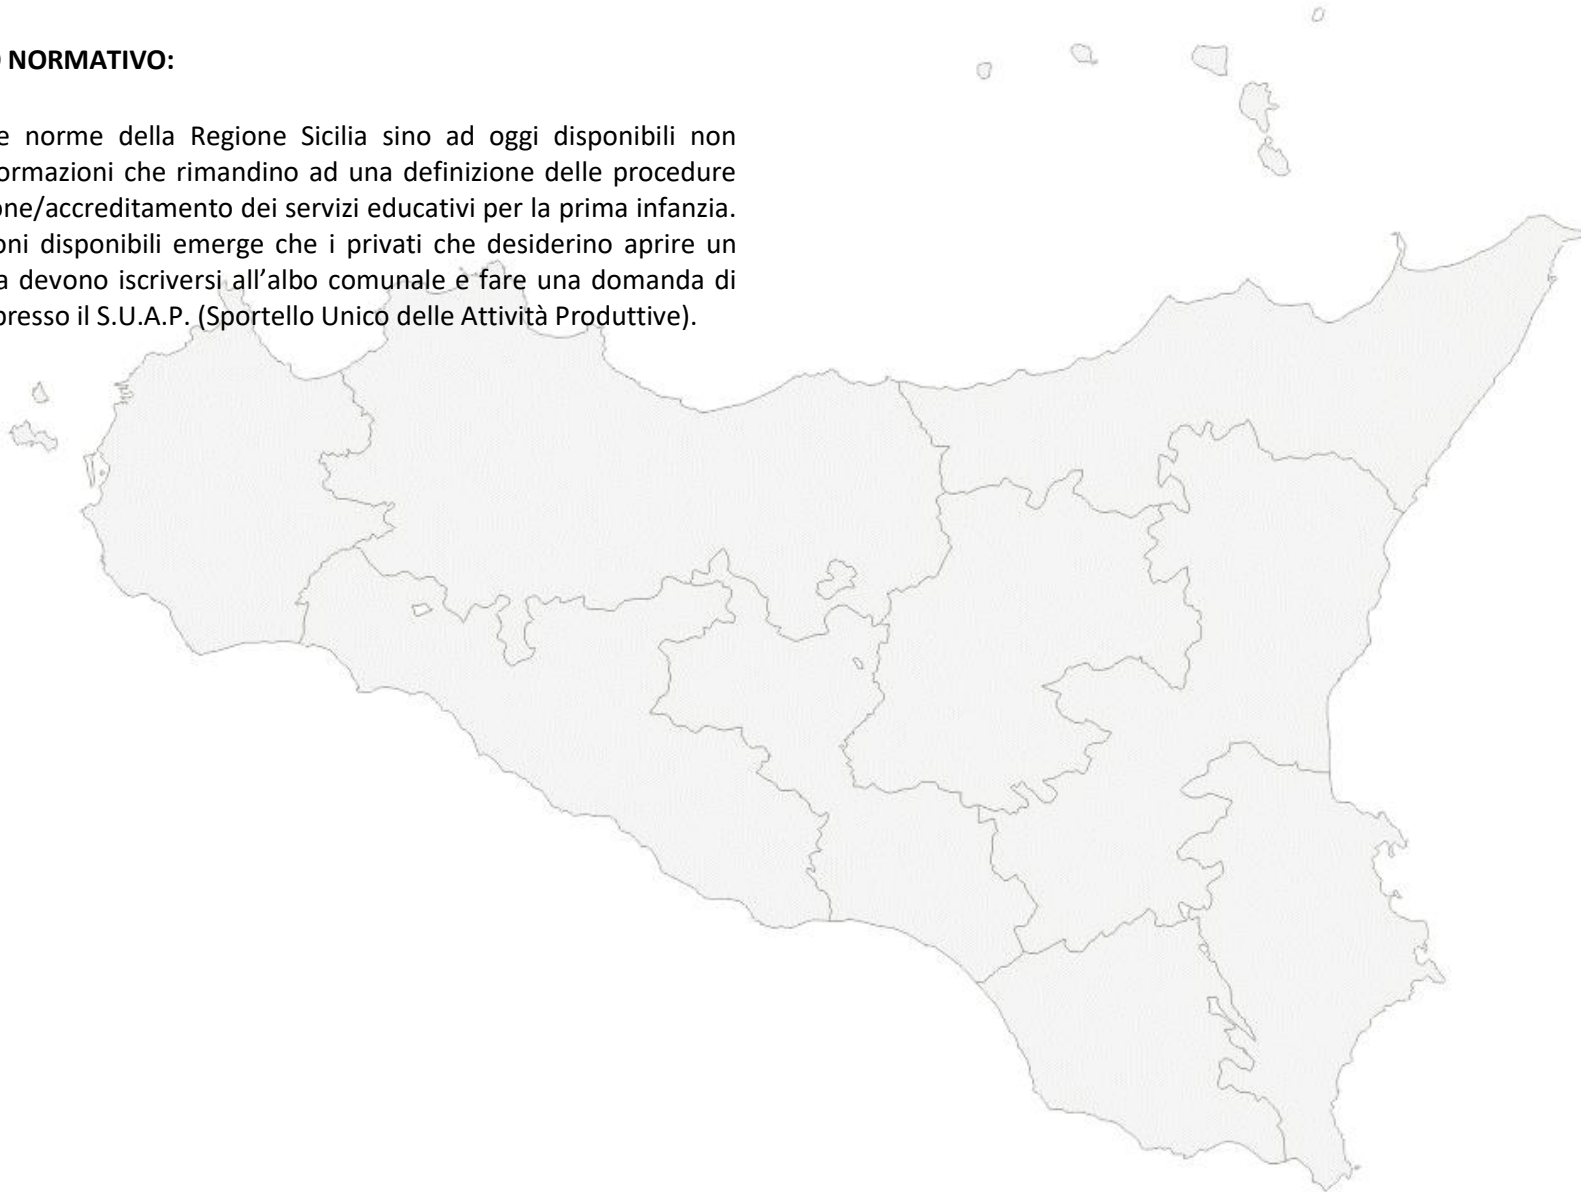 NORMATIVO:
e norme della Regione Sicilia sino ad oggi disponibili non
ormazioni che rimandino ad una definizione delle procedure
one/accreditamento dei servizi educativi per la prima infanzia.
oni disponibili emerge che i privati che desiderino aprire un
a devono iscriversi all’albo comunale e fare una domanda di
presso il S.U.A.P. (Sportello Unico delle Attività Produttive).